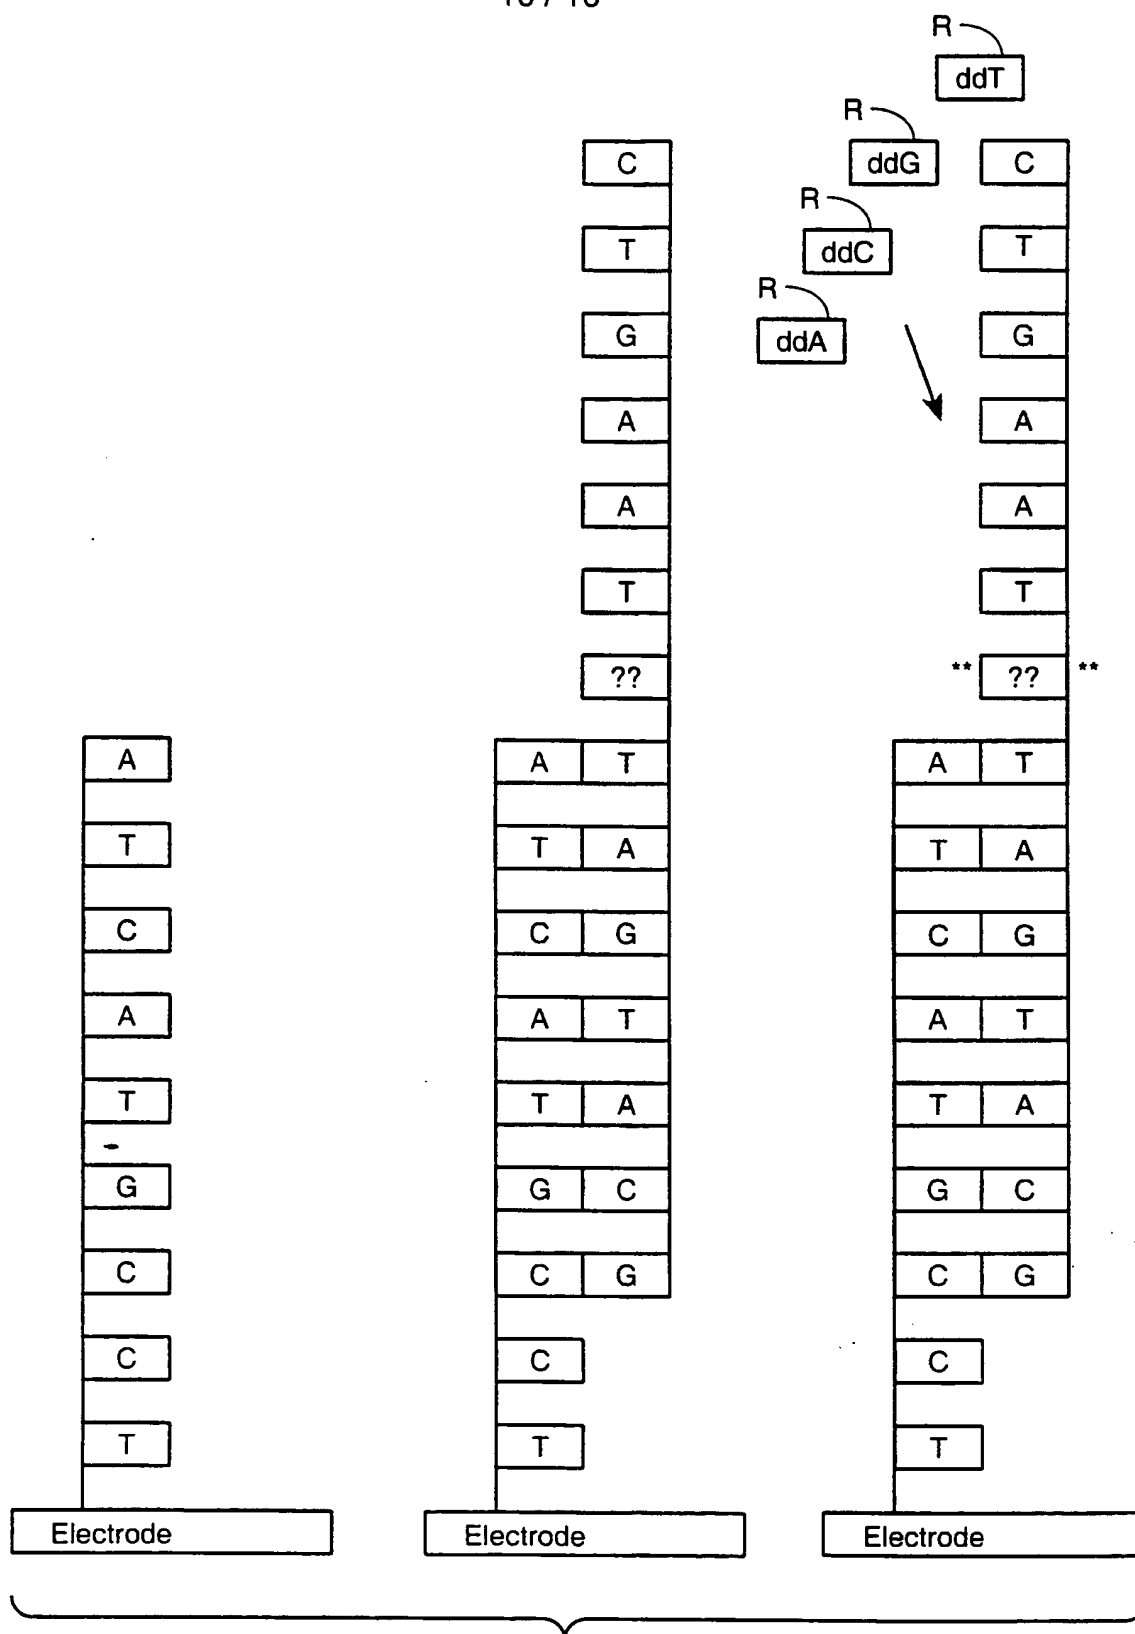 R
ddT
R
C ddG C
R
T ddC T
R
G ddA G
A A
A A
T T
?? ** ?? **
A A T A T
T T A T A
C C G C G
A A T A T
T T A T A
G G C G C
C C G C G
C C C
T T T
Electrode Electrode Electrode